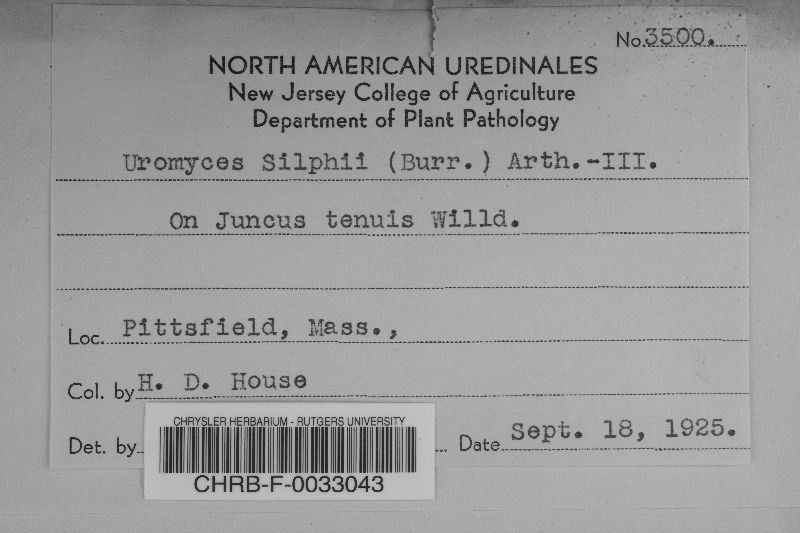 No. 3500.
NORTH AMERICAN UREDINALES
New Jersey College of Agriculture
Department of Plant Pathology
Uromyces Silphii (Burr.) Arth.-III.
On Juncus tenuis Willd.
Loc. Pittsfield, Mass.,
Col. by H. D. House
Det. by Date Sept. 18, 1925.
CHRYSLER HERBARIUM - RUTGERS UNIVERSITY
CHRB-F-0033043